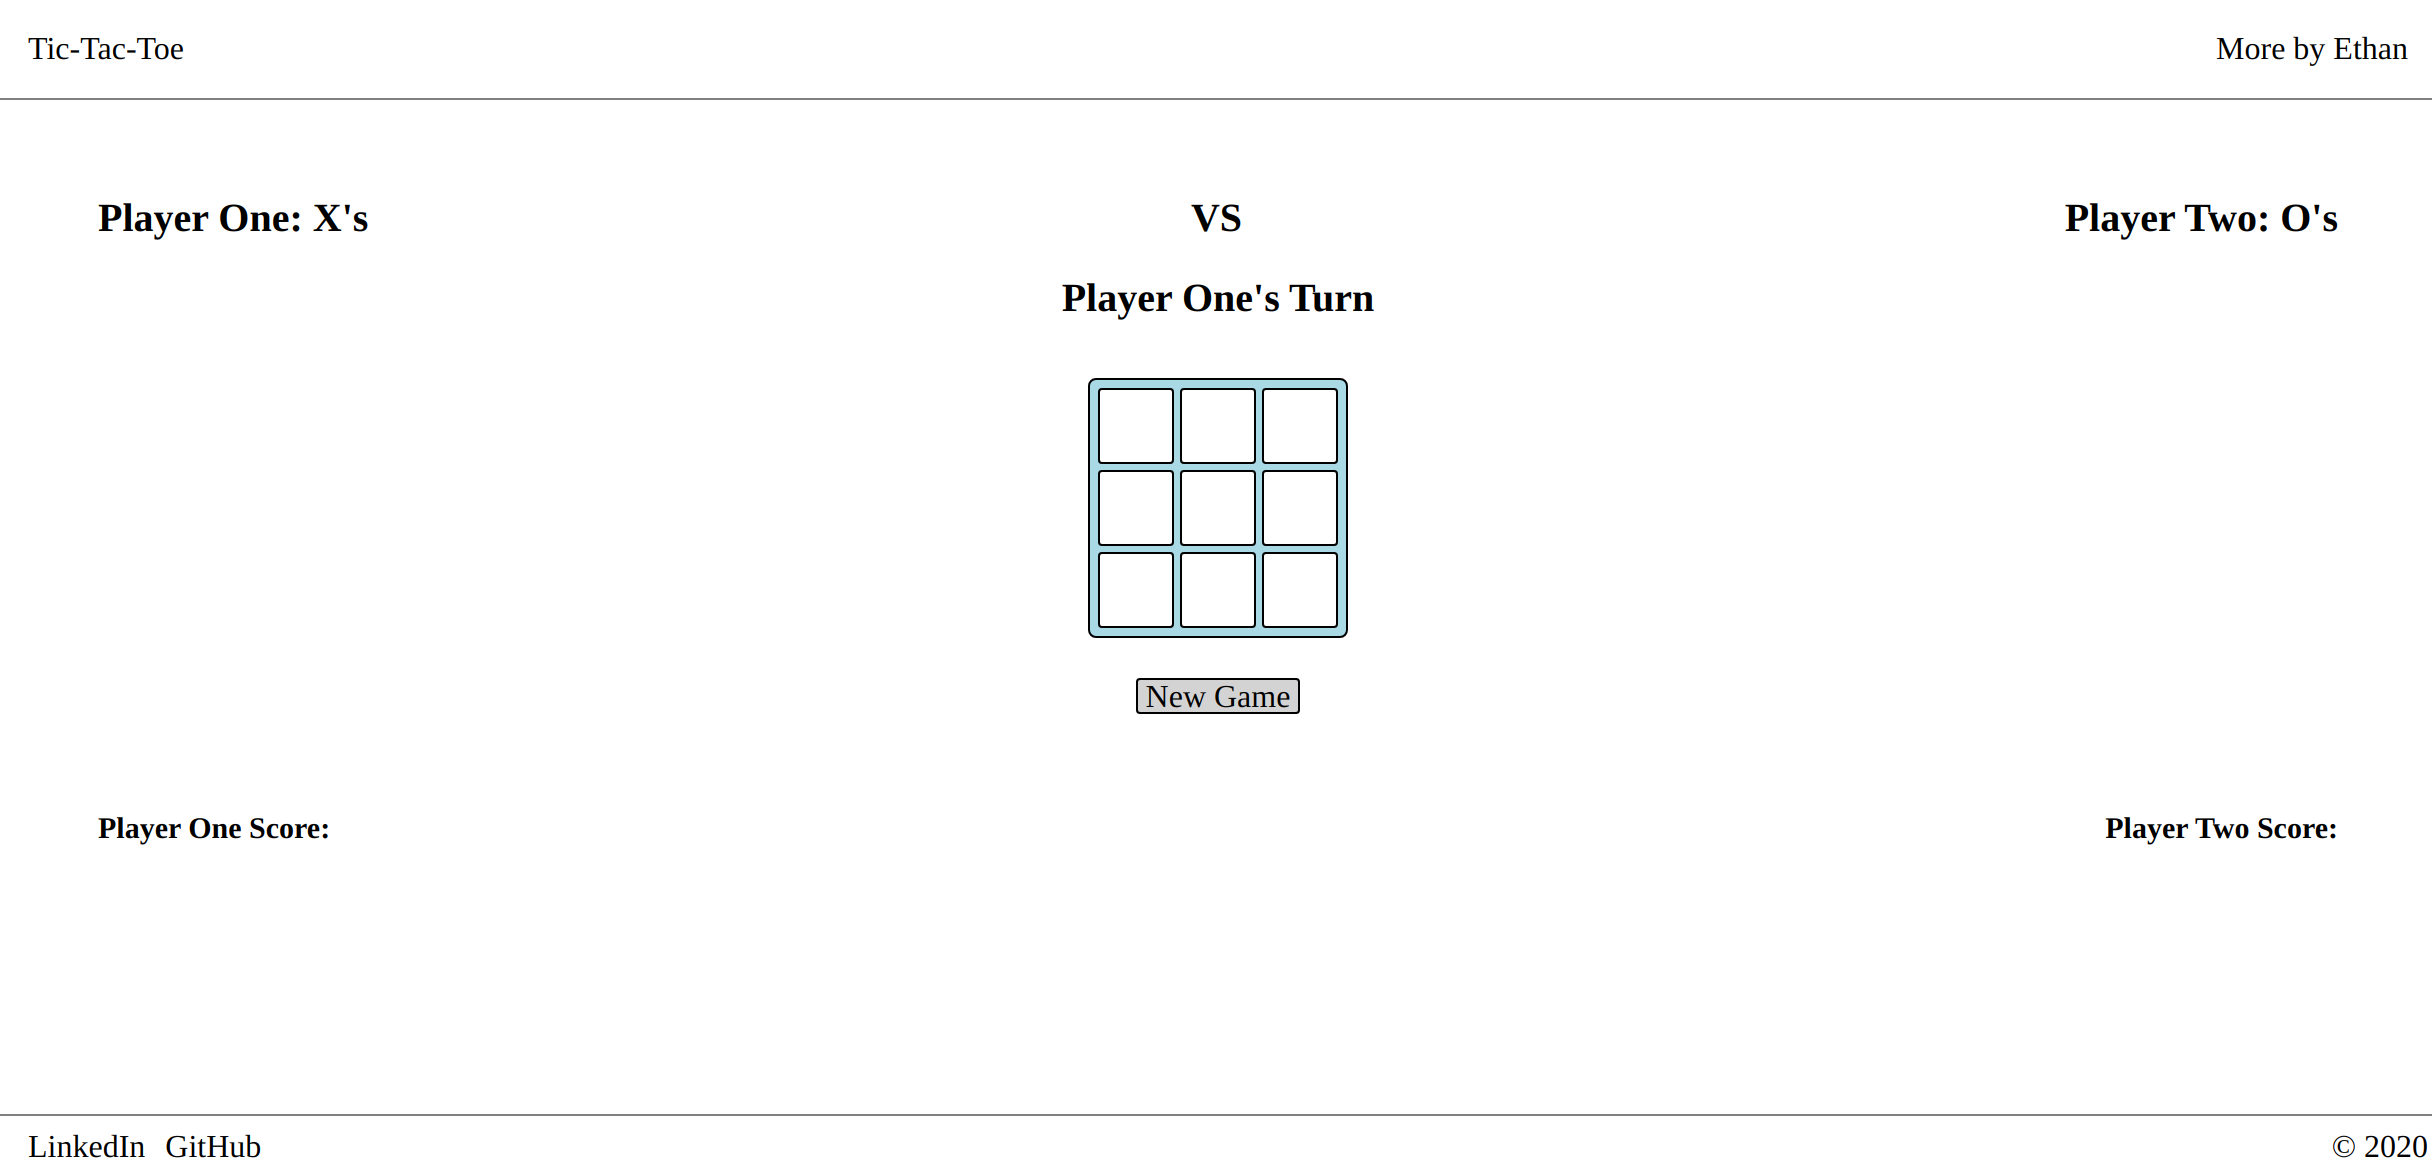 Tic-Tac-Toe More by Ethan
Player One: X's VS Player Two: O's
Player One's Turn
New Game
Player One Score: Player Two Score:
LinkedIn GitHub © 2020